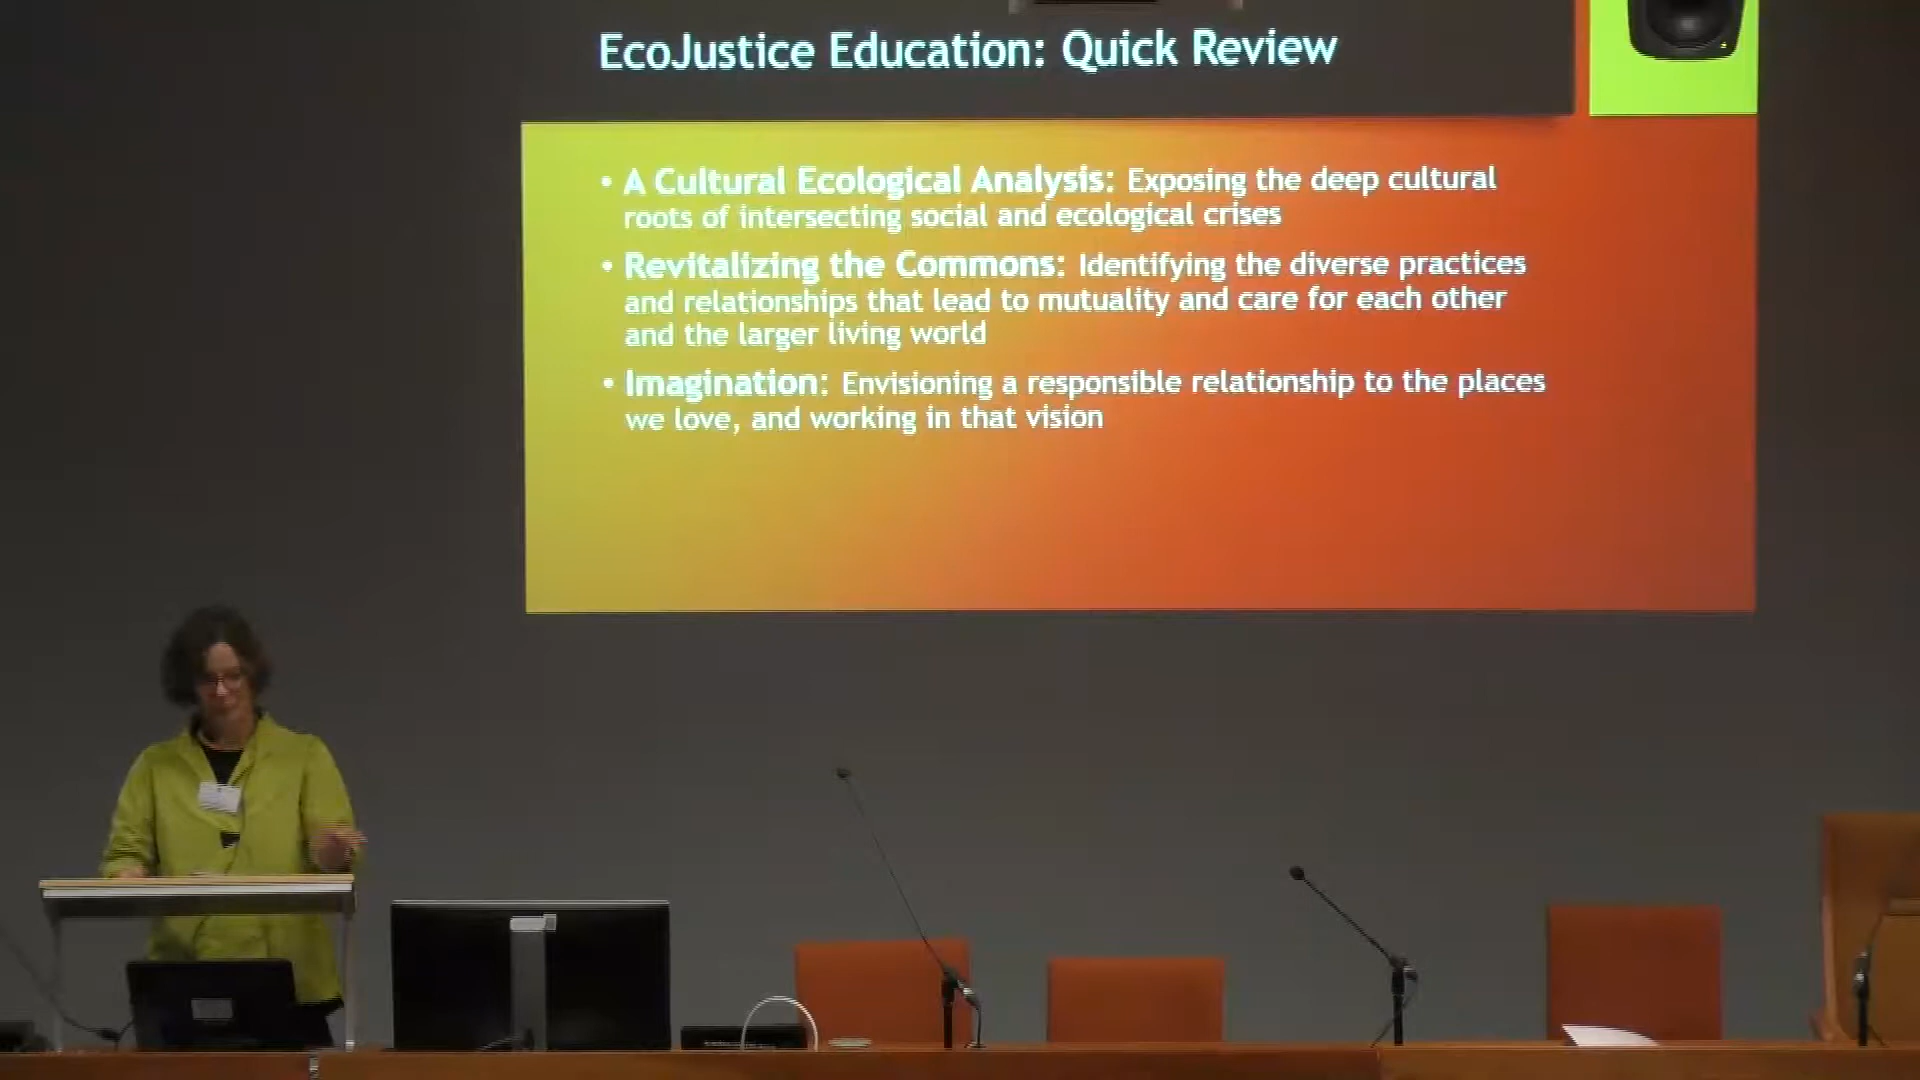 EcoJustice Education: Quick Review
• A Cultural Ecological Analysis: Exposing the deep cultural
roots of intersecting social and ecological crises
• Revitalizing the Commons: Identifying the diverse practices
and relationships that lead to mutuality and care for each other
and the larger living world
• Imagination: Envisioning a responsible relationship to the places
we love, and working in that vision